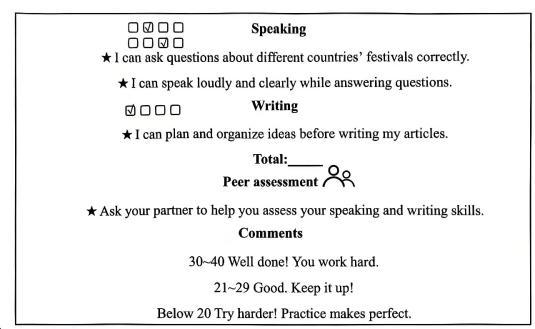 Speaking
★ I can ask questions about different countries’ festivals correctly.
★ I can speak loudly and clearly while answering questions.
Writing
★ I can plan and organize ideas before writing my articles.
Total:_____
Peer assessment
★ Ask your partner to help you assess your speaking and writing skills.
Comments
30~40 Well done! You work hard.
21~29 Good. Keep it up!
Below 20 Try harder! Practice makes perfect.